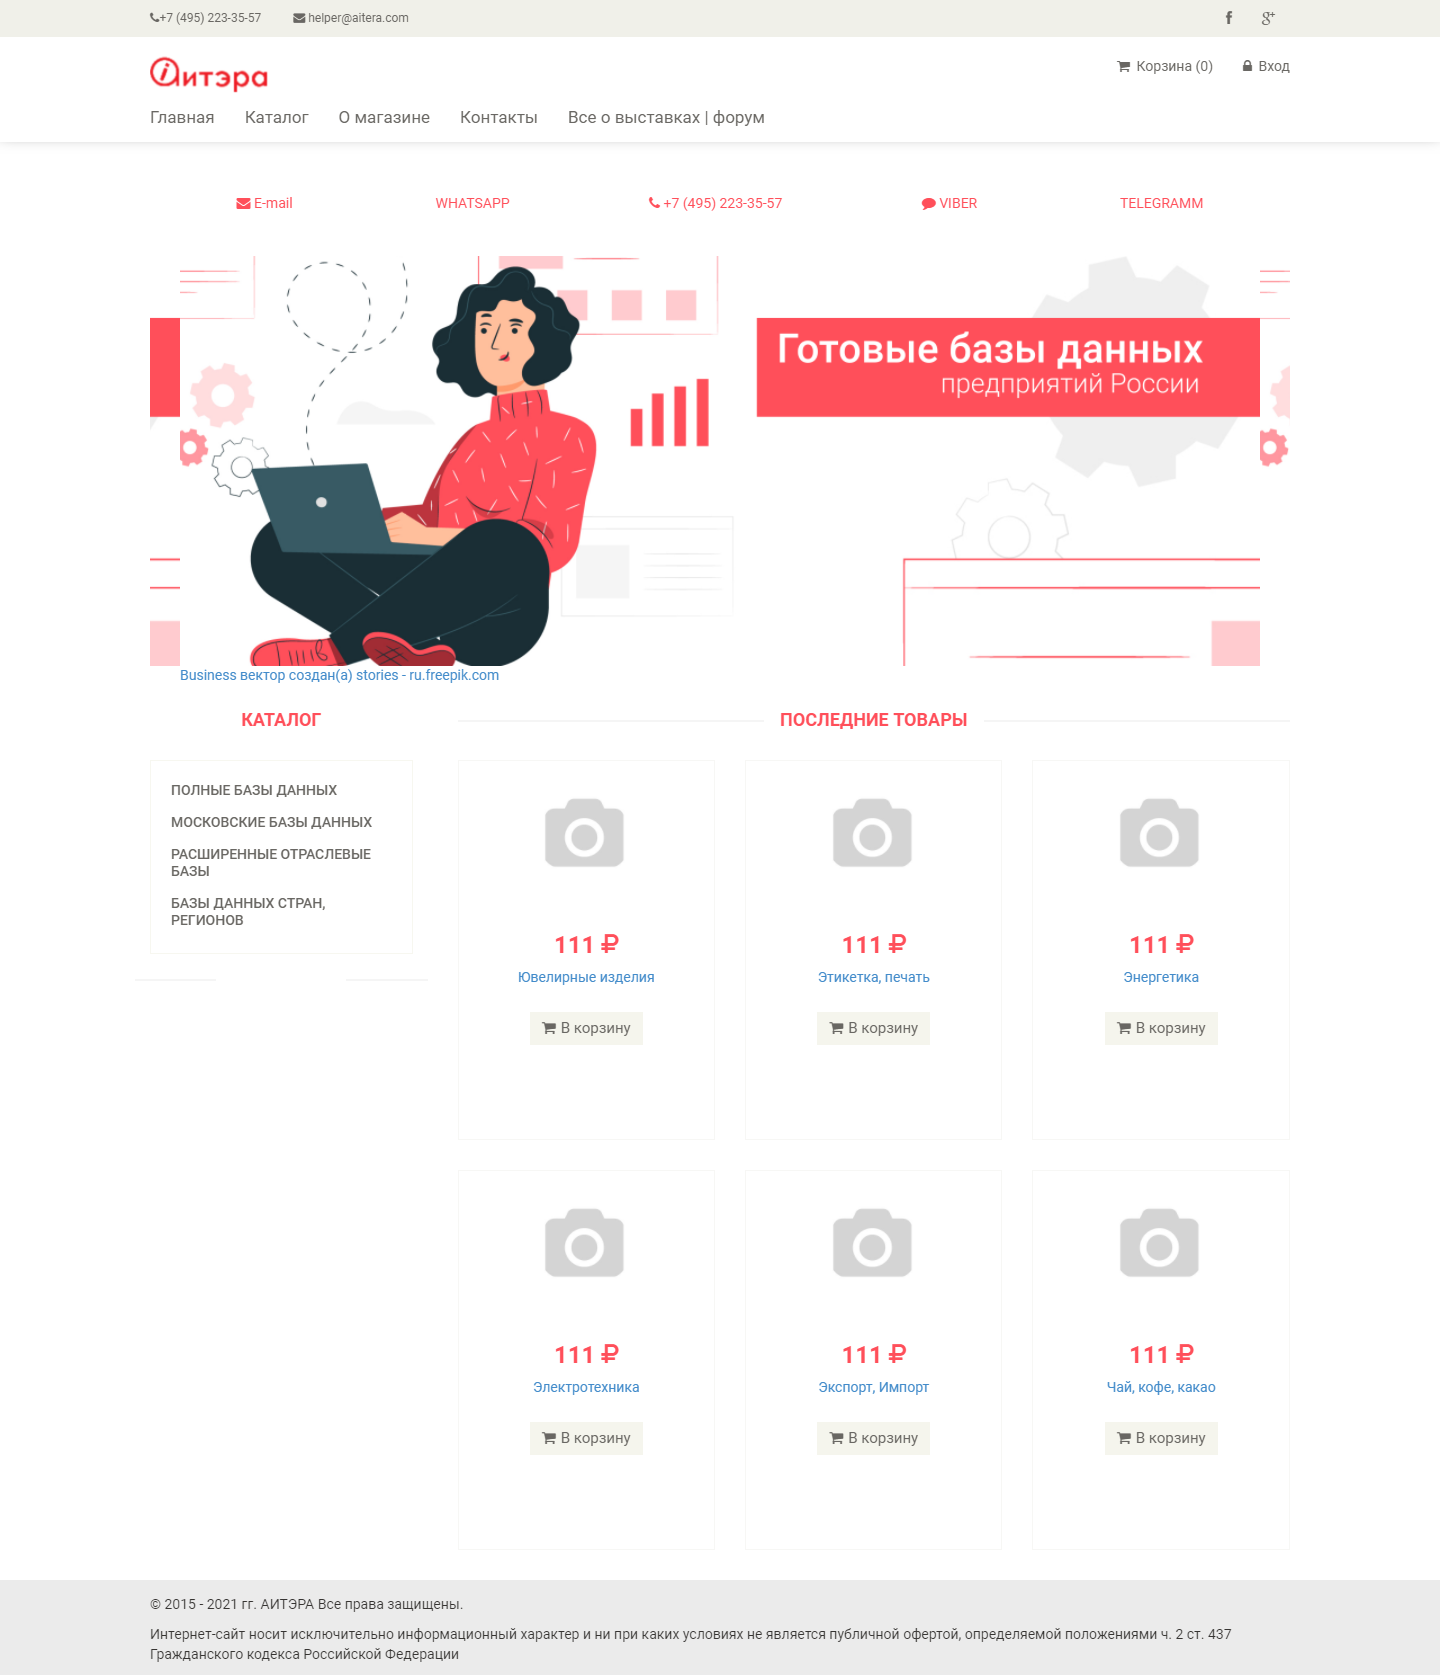 +7 (495) 223-35-57
helper@aitera.com
аитэра
Корзина (0)
Вход
Главная
Каталог
О магазине
Контакты
Все о выставках | форум
E-mail
WHATSAPP
+7 (495) 223-35-57
VIBER
TELEGRAMM
Готовые базы данных
предприятий России
Business вектор создан(а) stories - ru.freepik.com
КАТАЛОГ
ПОЛНЫЕ БАЗЫ ДАННЫХ
МОСКОВСКИЕ БАЗЫ ДАННЫХ
РАСШИРЕННЫЕ ОТРАСЛЕВЫЕ
БАЗЫ
БАЗЫ ДАННЫХ СТРАН,
РЕГИОНОВ
ПОСЛЕДНИЕ ТОВАРЫ
111 ₽
Ювелирные изделия
В корзину
111 ₽
Этикетка, печать
В корзину
111 ₽
Энергетика
В корзину
111 ₽
Электротехника
В корзину
111 ₽
Экспорт, Импорт
В корзину
111 ₽
Чай, кофе, какао
В корзину
© 2015 - 2021 гг. АИТЭРА Все права защищены.
Интернет-сайт носит исключительно информационный характер и ни при каких условиях не является публичной офертой, определяемой положениями ч. 2 ст. 437
Гражданского кодекса Российской Федерации